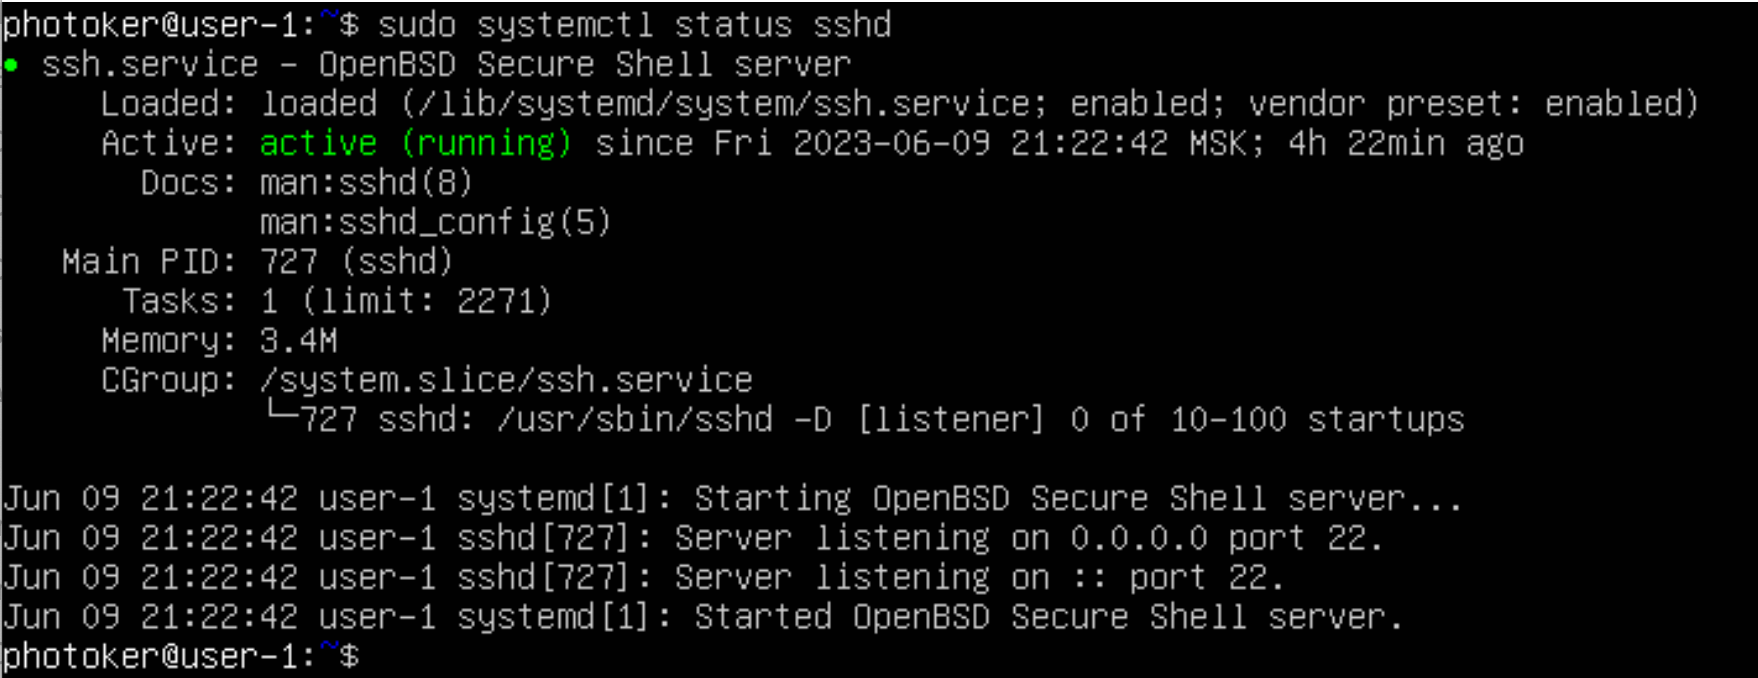 photoker@user-1:~$ sudo systemctl status sshd
● ssh.service - OpenBSD Secure Shell server
     Loaded: loaded (/lib/systemd/system/ssh.service; enabled; vendor preset: enabled)
     Active: active (running) since Fri 2023-06-09 21:22:42 MSK; 4h 22min ago
       Docs: man:sshd(8)
             man:sshd_config(5)
   Main PID: 727 (sshd)
      Tasks: 1 (limit: 2271)
     Memory: 3.4M
     CGroup: /system.slice/ssh.service
             └─727 sshd: /usr/sbin/sshd -D [listener] 0 of 10-100 startups

Jun 09 21:22:42 user-1 systemd[1]: Starting OpenBSD Secure Shell server...
Jun 09 21:22:42 user-1 sshd[727]: Server listening on 0.0.0.0 port 22.
Jun 09 21:22:42 user-1 sshd[727]: Server listening on :: port 22.
Jun 09 21:22:42 user-1 systemd[1]: Started OpenBSD Secure Shell server.
photoker@user-1:~$